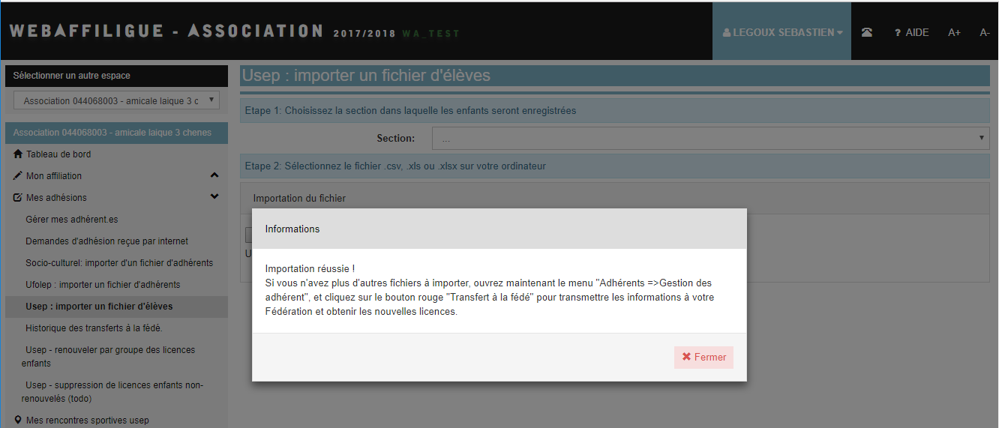 WEBAFFILIGUE - ASSOCIATION 2017/2018 WA_TEST
LEGOUX SEBASTIEN
? AIDE
A+
A-
Sélectionner un autre espace
Association 044068003 - amicale laique 3 c
Association 044068003 - amicale laique 3 chenes
Tableau de bord
Mon affiliation
Mes adhésions
Gérer mes adhérent.es
Demandes d'adhésion reçue par internet
Socio-culturel: importer d'un fichier d'adhérents
Ufolep : importer un fichier d'adhérents
Usep : importer un fichier d'élèves
Historique des transferts à la fédé.
Usep - renouveler par groupe des licences
enfants
Usep - suppression de licences enfants non-
renouvelés (todo)
Mes rencontres sportives usep
Usep : importer un fichier d'élèves
Etape 1: Choisissez la section dans laquelle les enfants seront enregistrées
Section:
...
Etape 2: Sélectionnez le fichier .csv, .xls ou .xlsx sur votre ordinateur
Importation du fichier
U
Informations
Importation réussie !
Si vous n'avez plus d'autres fichiers à importer, ouvrez maintenant le menu "Adhérents =>Gestion des
adhérent", et cliquez sur le bouton rouge "Transfert à la fédé" pour transmettre les informations à votre
Fédération et obtenir les nouvelles licences.
Fermer